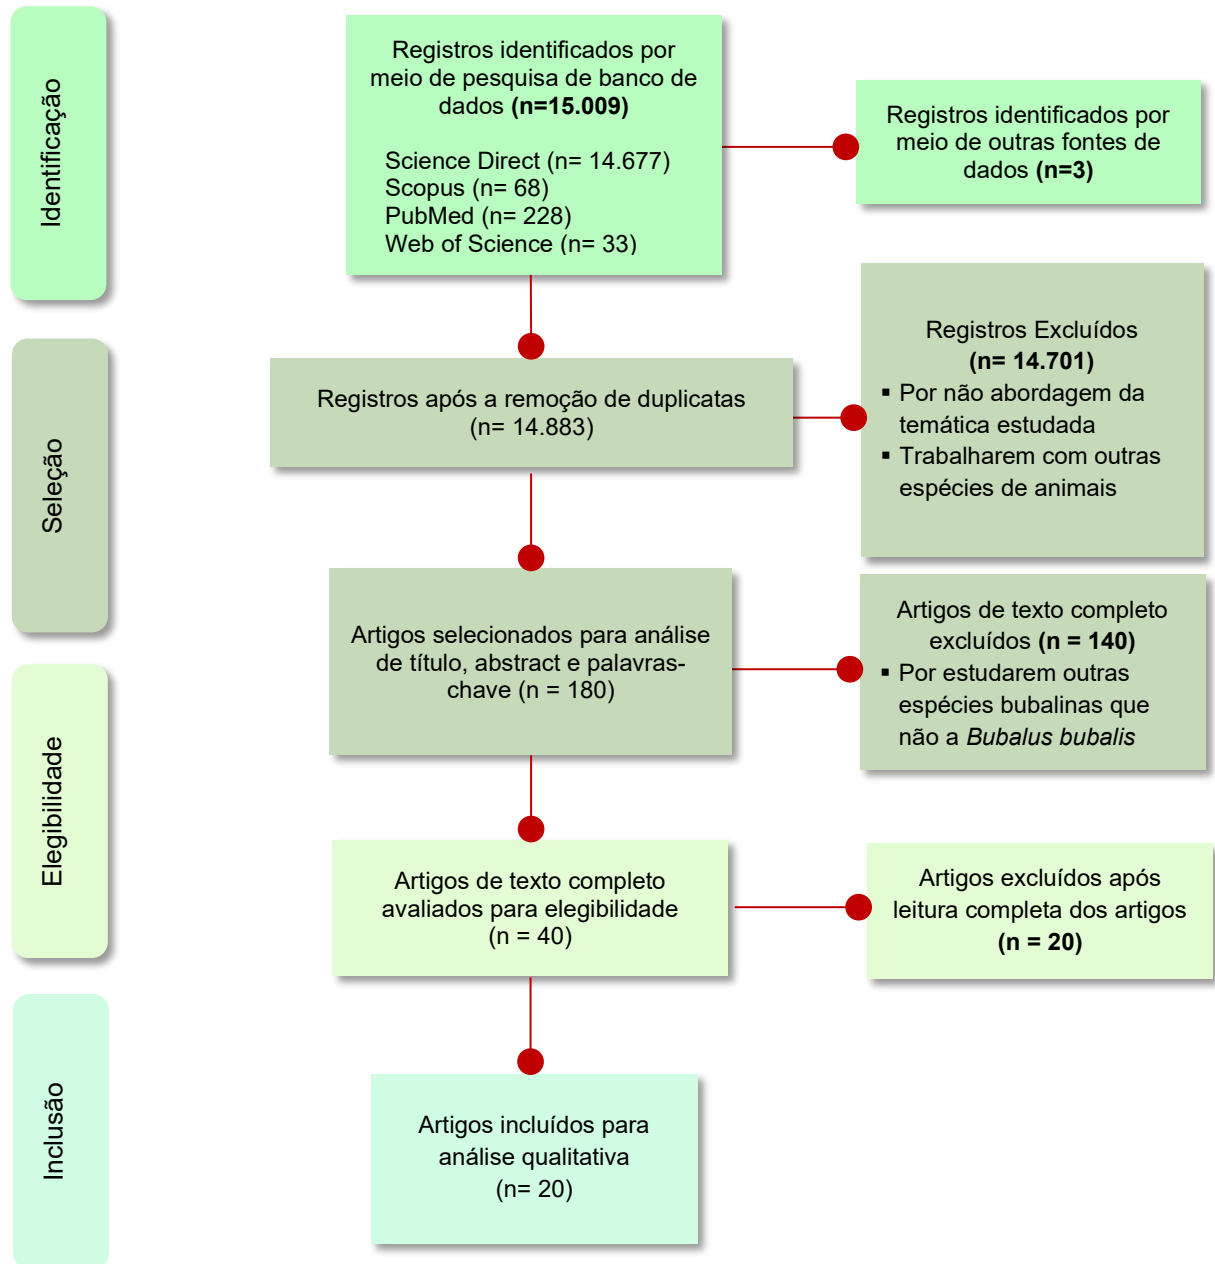 Identificação
Registros identificados por
meio de pesquisa de banco de
dados (n=15.009)
Science Direct (n= 14.677)
Scopus (n= 68)
PubMed (n= 228)
Web of Science (n= 33)
Registros identificados por
meio de outras fontes de
dados (n=3)
Seleção
Registros após a remoção de duplicatas
(n= 14.883)
Registros Excluídos
(n= 14.701)
▪ Por não abordagem da
temática estudada
▪ Trabalharem com outras
espécies de animais
Artigos selecionados para análise
de título, abstract e palavras-
chave (n = 180)
Artigos de texto completo
excluídos (n = 140)
▪ Por estudarem outras
espécies bubalinas que
não a Bubalus bubalis
Elegibilidade
Artigos de texto completo
avaliados para elegibilidade
(n = 40)
Artigos excluídos após
leitura completa dos artigos
(n = 20)
Inclusão
Artigos incluídos para
análise qualitativa
(n= 20)